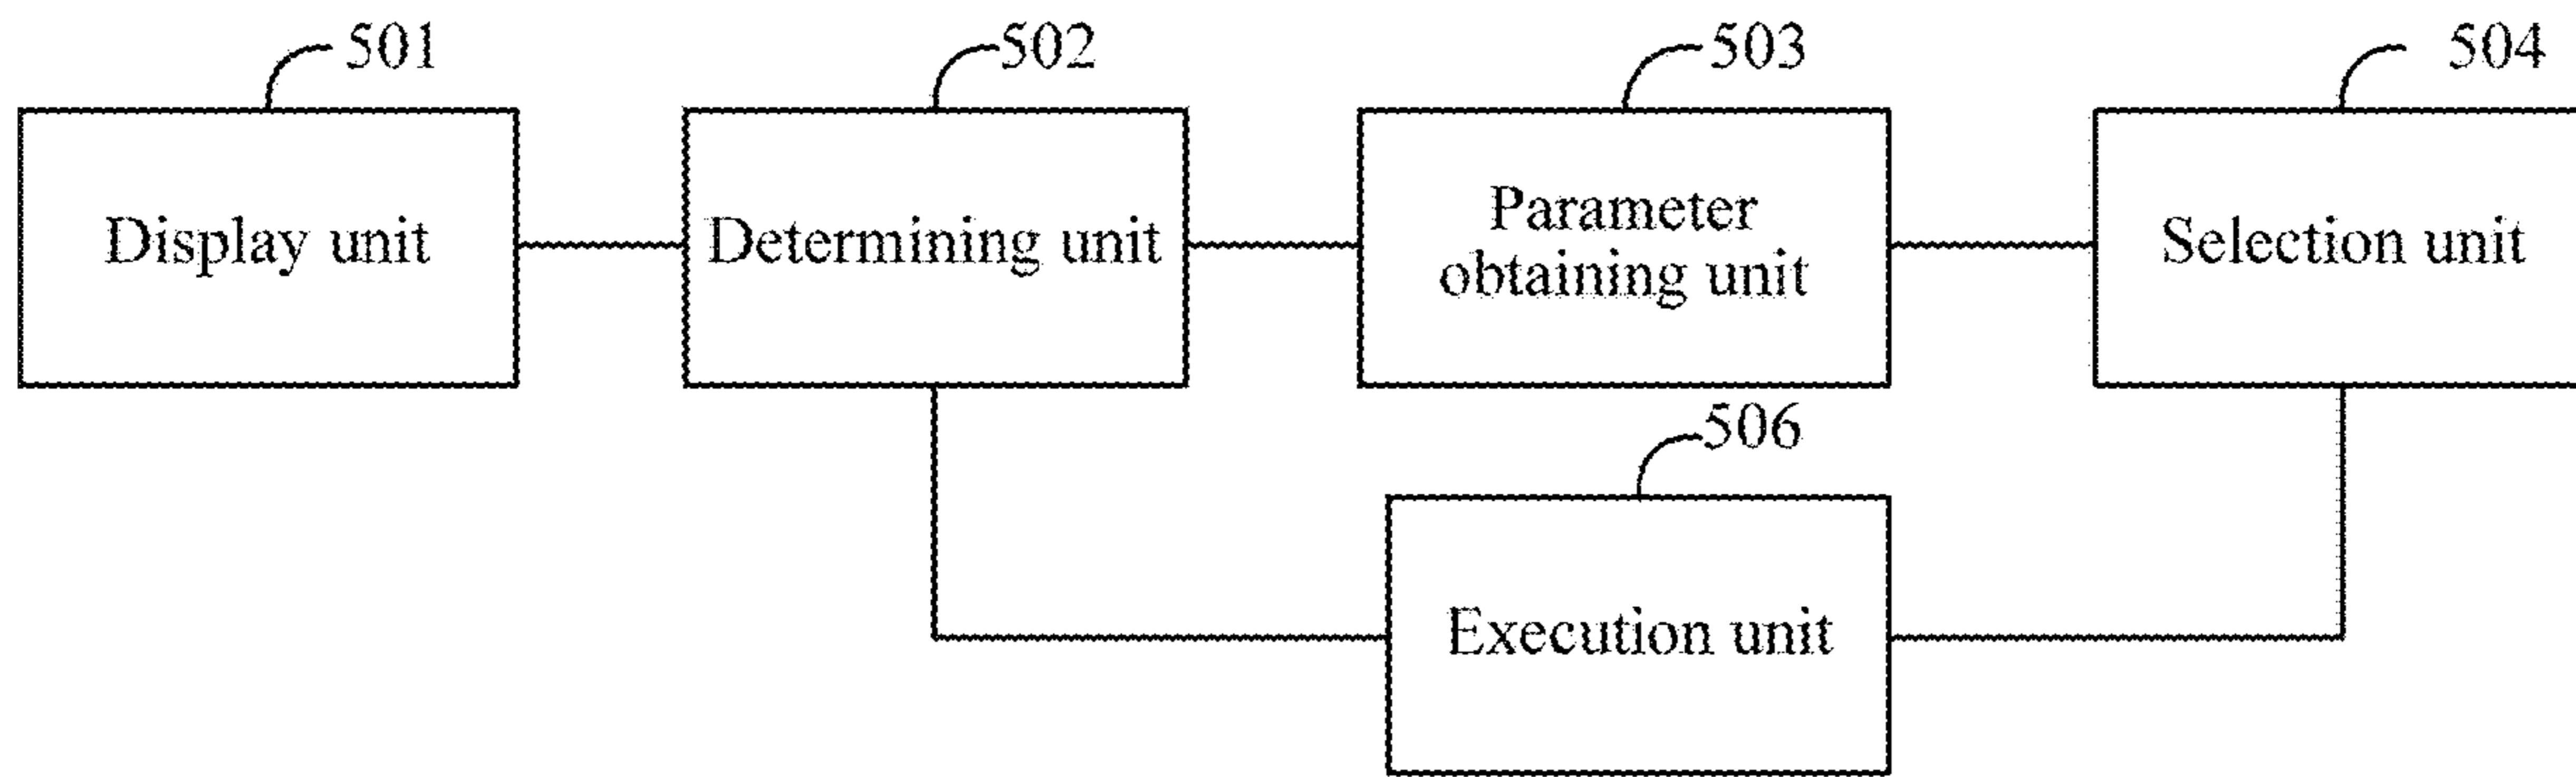 501
502
503
504
Display unit
Determining unit
Parameter
obtaining unit
Selection unit
506
Execution unit